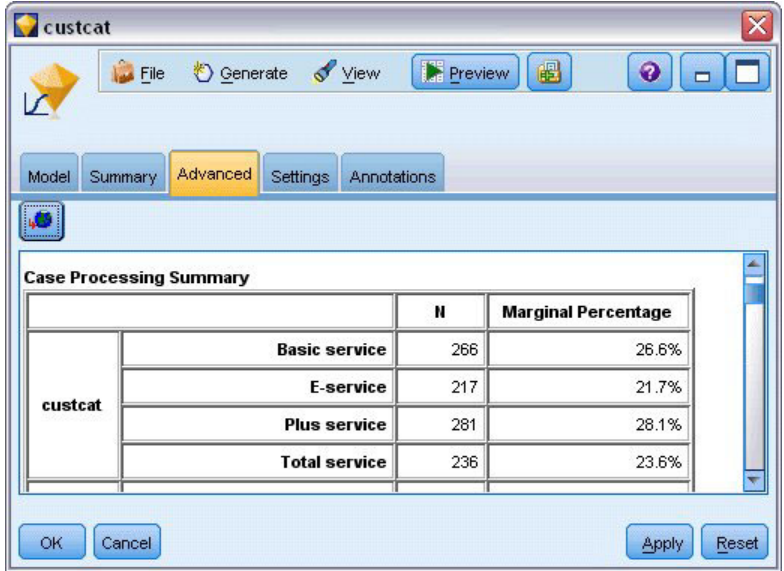 custcat
File Generate View Preview
Model Summary Advanced Settings Annotations
Case Processing Summary
N Marginal Percentage
custcat
Basic service 266 26.6%
E-service 217 21.7%
Plus service 281 28.1%
Total service 236 23.6%
OK Cancel Apply Reset